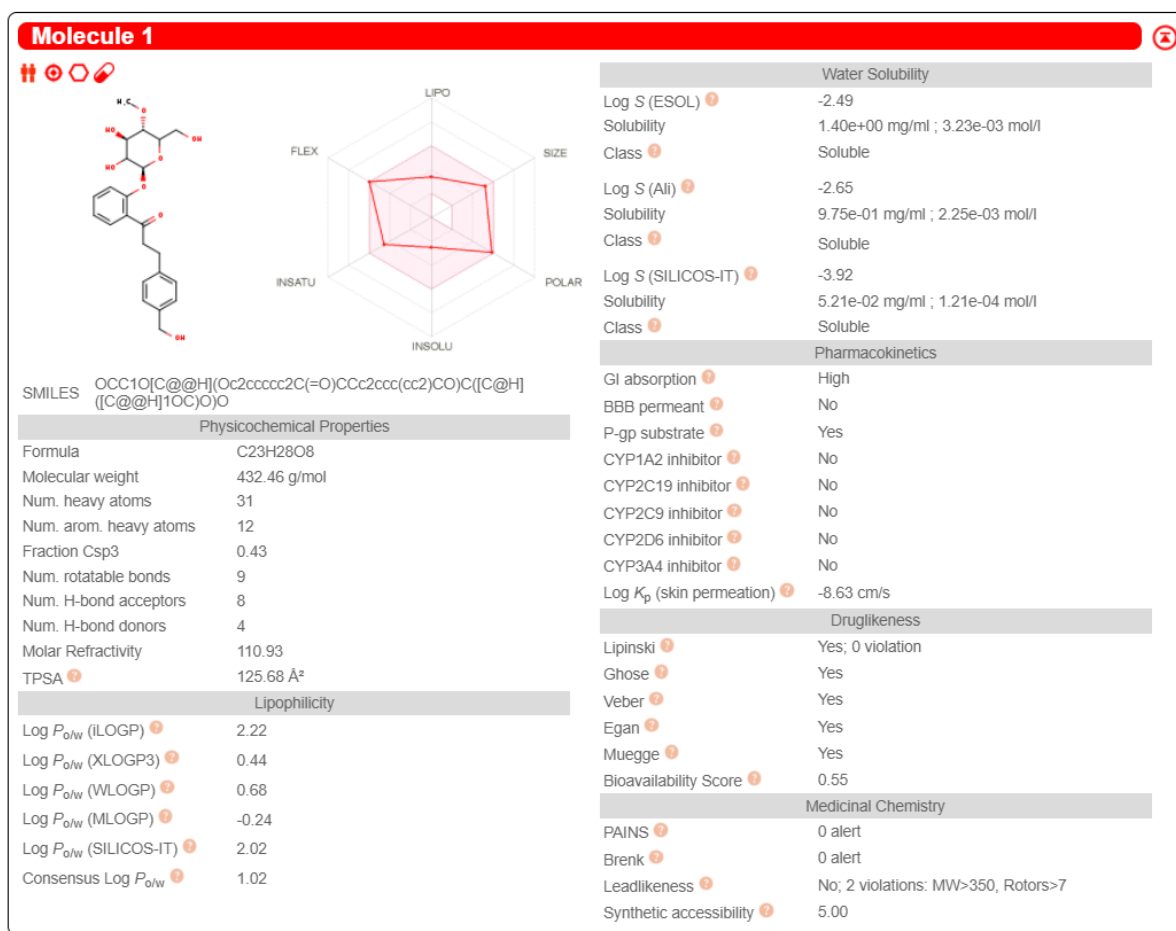 Molecule 1
H₃C
O
HO
OH
O
HO
O
O
OH
LIPO
FLEX
SIZE
INSATU
POLAR
INSOLU
SMILES OCC1O[C@@H](Oc2ccccc2C(=O)CCc2ccc(cc2)CO)C([C@H]
([C@@H]1OC)O)O
Physicochemical Properties
Formula C23H28O8
Molecular weight 432.46 g/mol
Num. heavy atoms 31
Num. arom. heavy atoms 12
Fraction Csp3 0.43
Num. rotatable bonds 9
Num. H-bond acceptors 8
Num. H-bond donors 4
Molar Refractivity 110.93
TPSA ? 125.68 Å²
Lipophilicity
Log Po/w (iLOGP) ? 2.22
Log Po/w (XLOGP3) ? 0.44
Log Po/w (WLOGP) ? 0.68
Log Po/w (MLOGP) ? -0.24
Log Po/w (SILICOS-IT) ? 2.02
Consensus Log Po/w ? 1.02
Water Solubility
Log S (ESOL) ? -2.49
Solubility 1.40e+00 mg/ml ; 3.23e-03 mol/l
Class ? Soluble
Log S (Ali) ? -2.65
Solubility 9.75e-01 mg/ml ; 2.25e-03 mol/l
Class ? Soluble
Log S (SILICOS-IT) ? -3.92
Solubility 5.21e-02 mg/ml ; 1.21e-04 mol/l
Class ? Soluble
Pharmacokinetics
GI absorption ? High
BBB permeant ? No
P-gp substrate ? Yes
CYP1A2 inhibitor ? No
CYP2C19 inhibitor ? No
CYP2C9 inhibitor ? No
CYP2D6 inhibitor ? No
CYP3A4 inhibitor ? No
Log Kp (skin permeation) ? -8.63 cm/s
Druglikeness
Lipinski ? Yes; 0 violation
Ghose ? Yes
Veber ? Yes
Egan ? Yes
Muegge ? Yes
Bioavailability Score ? 0.55
Medicinal Chemistry
PAINS ? 0 alert
Brenk ? 0 alert
Leadlikeness ? No; 2 violations: MW>350, Rotors>7
Synthetic accessibility ? 5.00